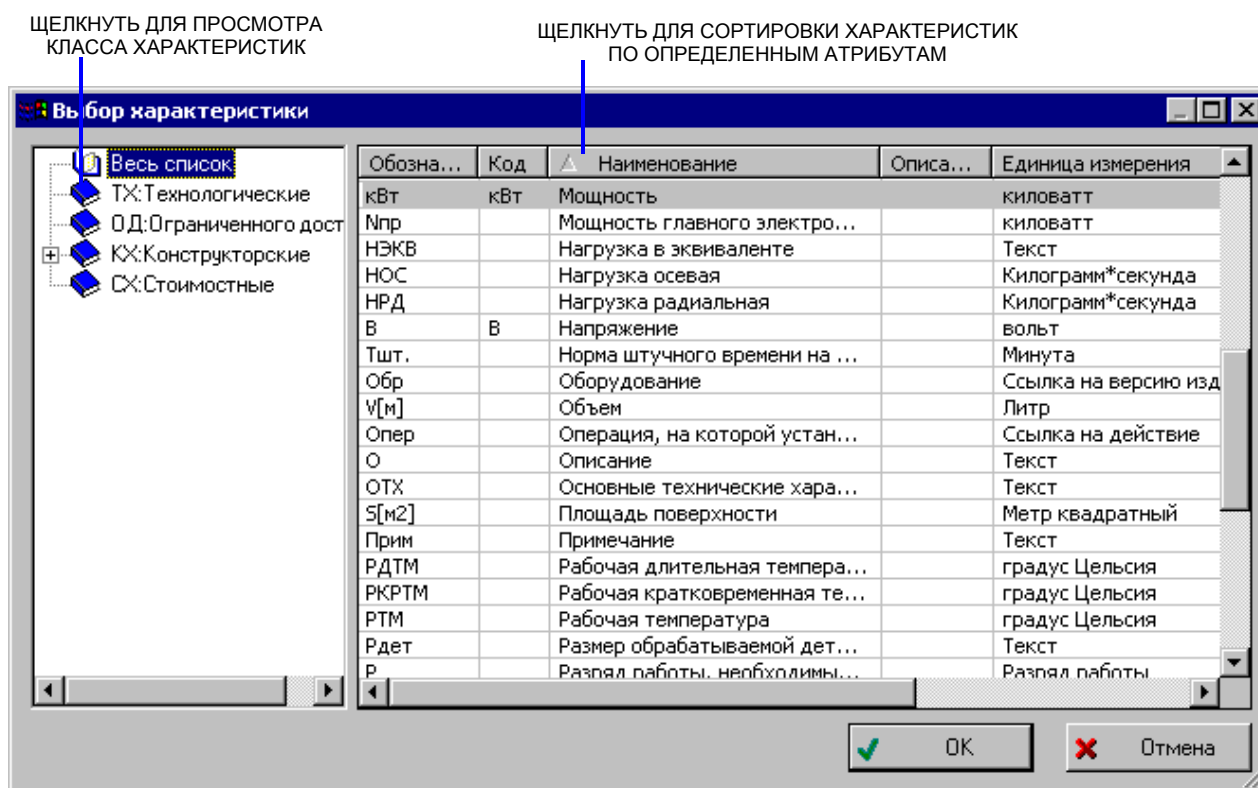 ЩЕЛКНУТЬ ДЛЯ ПРОСМОТРА
КЛАССА ХАРАКТЕРИСТИК
ЩЕЛКНУТЬ ДЛЯ СОРТИРОВКИ ХАРАКТЕРИСТИК
ПО ОПРЕДЕЛЕННЫМ АТРИБУТАМ
Выбор характеристики
Весь список
ТХ:Технологические
ОД:Ограниченного дост
КХ:Конструкторские
СХ:Стоимостные
Обозна... Код Наименование Описа... Единица измерения
кВт кВт Мощность киловатт
Nпр Мощность главного электро... киловатт
НЭКВ Нагрузка в эквиваленте Текст
НОС Нагрузка осевая Килограмм*секунда
НРД Нагрузка радиальная Килограмм*секунда
В В Напряжение вольт
Тшт. Норма штучного времени на ... Минута
Обр Оборудование Ссылка на версию изд
V[м] Объем Литр
Опер Операция, на которой устан... Ссылка на действие
О Описание Текст
ОТХ Основные технические хара... Текст
S[м2] Площадь поверхности Метр квадратный
Прим Примечание Текст
РДТМ Рабочая длительная темпера... градус Цельсия
РКРТМ Рабочая кратковременная те... градус Цельсия
РТМ Рабочая температура градус Цельсия
Рдет Размер обрабатываемой дет... Текст
Р Разряд работы, необходимы... Разряд работы
OK Отмена